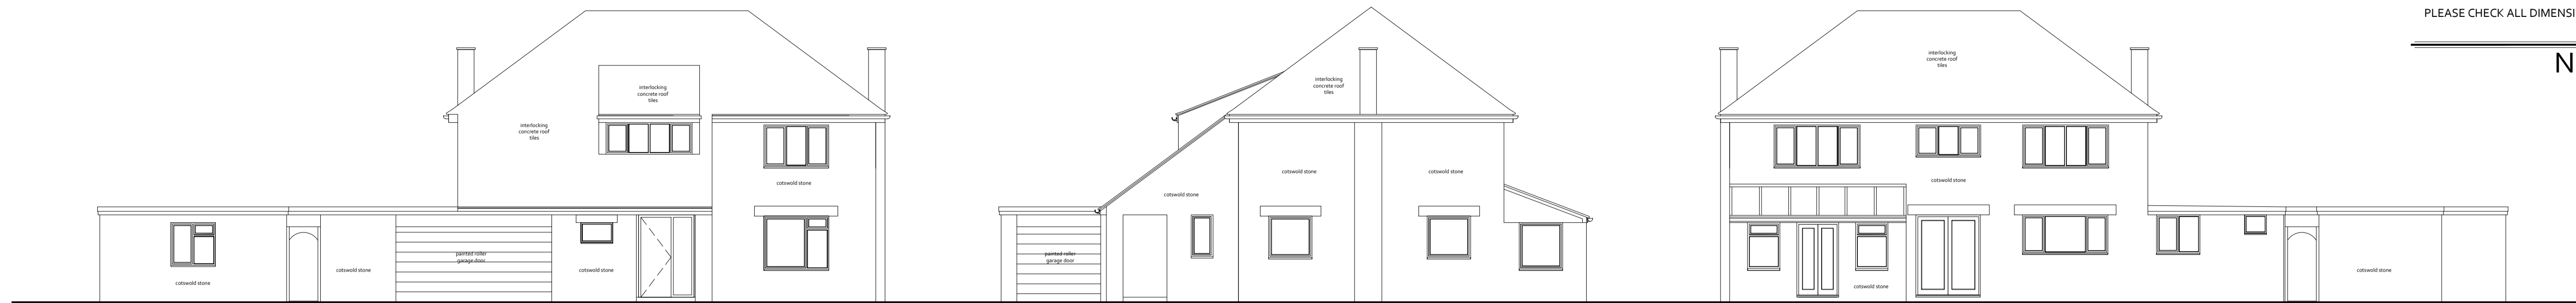 PLEASE CHECK ALL DIMENSI
N
interlocking
concrete roof
tiles
interlocking
concrete roof
tiles
cotswold stone
painted roller
garage door
cotswold stone
cotswold stone
cotswold stone
interlocking
concrete roof
tiles
cotswold stone
cotswold stone
cotswold stone
painted roller
garage door
interlocking
concrete roof
tiles
cotswold stone
cotswold stone
cotswold stone